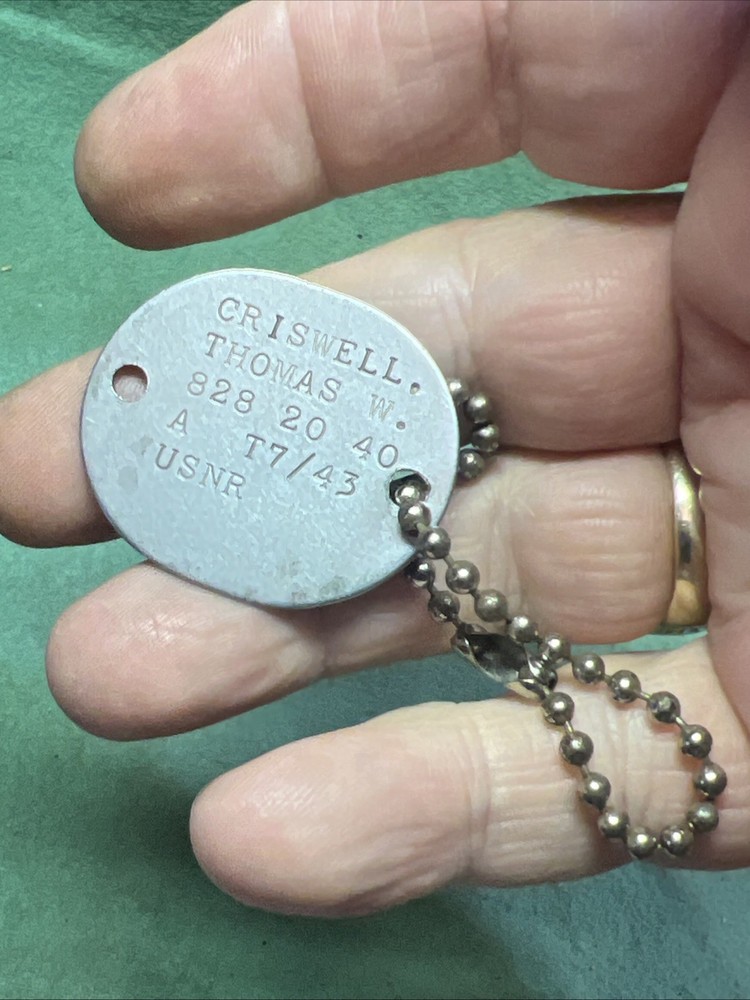 CRISWELL.
THOMAS W.
828 20 40
A T7/43
USNR